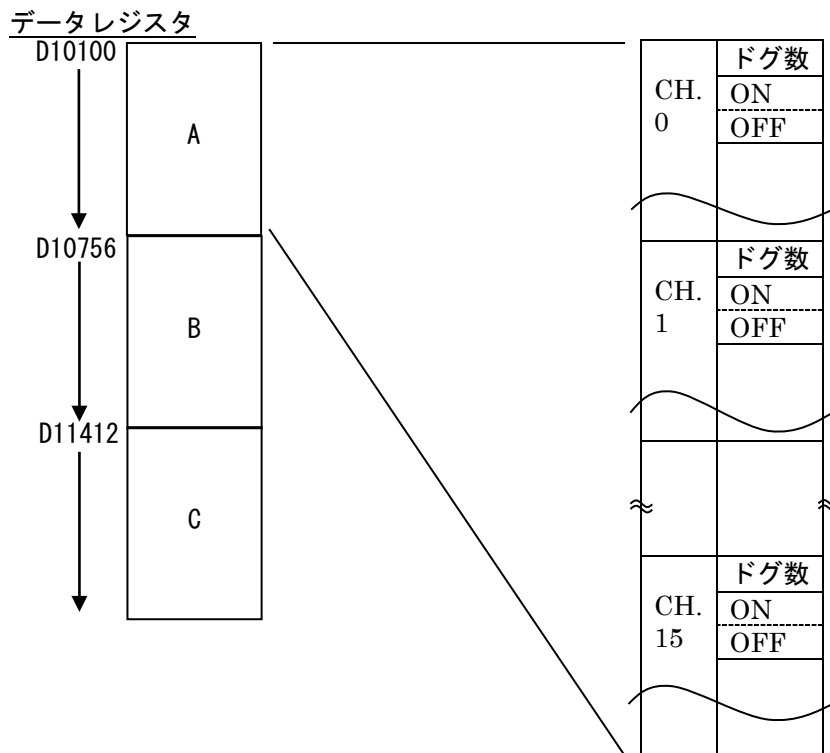 データレジスタ
D10100
A
D10756
B
D11412
C
CH.
0
ドグ数
ON
OFF
CH.
1
ドグ数
ON
OFF
CH.
15
ドグ数
ON
OFF